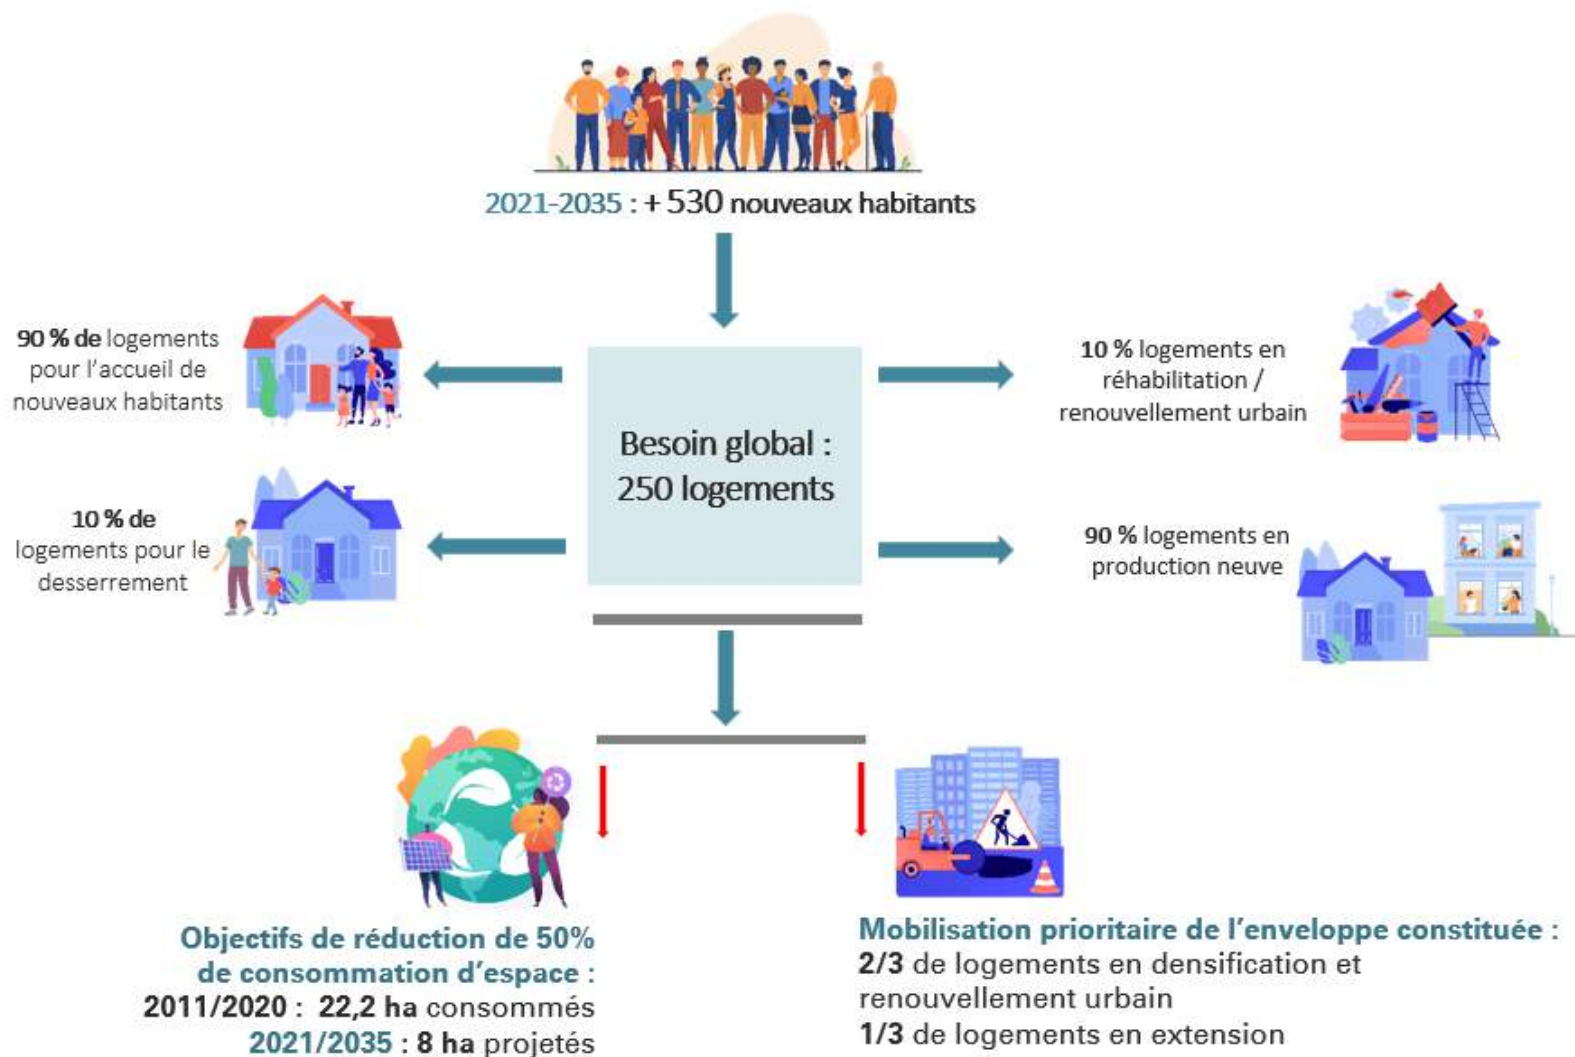 2021-2035 : + 530 nouveaux habitants
90 % de logements
pour l'accueil de
nouveaux habitants
10 % de
logements pour le
desserrement
Besoin global :
250 logements
10 % logements en
réhabilitation /
renouvellement urbain
90 % logements en
production neuve
Objectifs de réduction de 50%
de consommation d'espace :
2011/2020 : 22,2 ha consommés
2021/2035 : 8 ha projetés
Mobilisation prioritaire de l'enveloppe constituée :
2/3 de logements en densification et
renouvellement urbain
1/3 de logements en extension